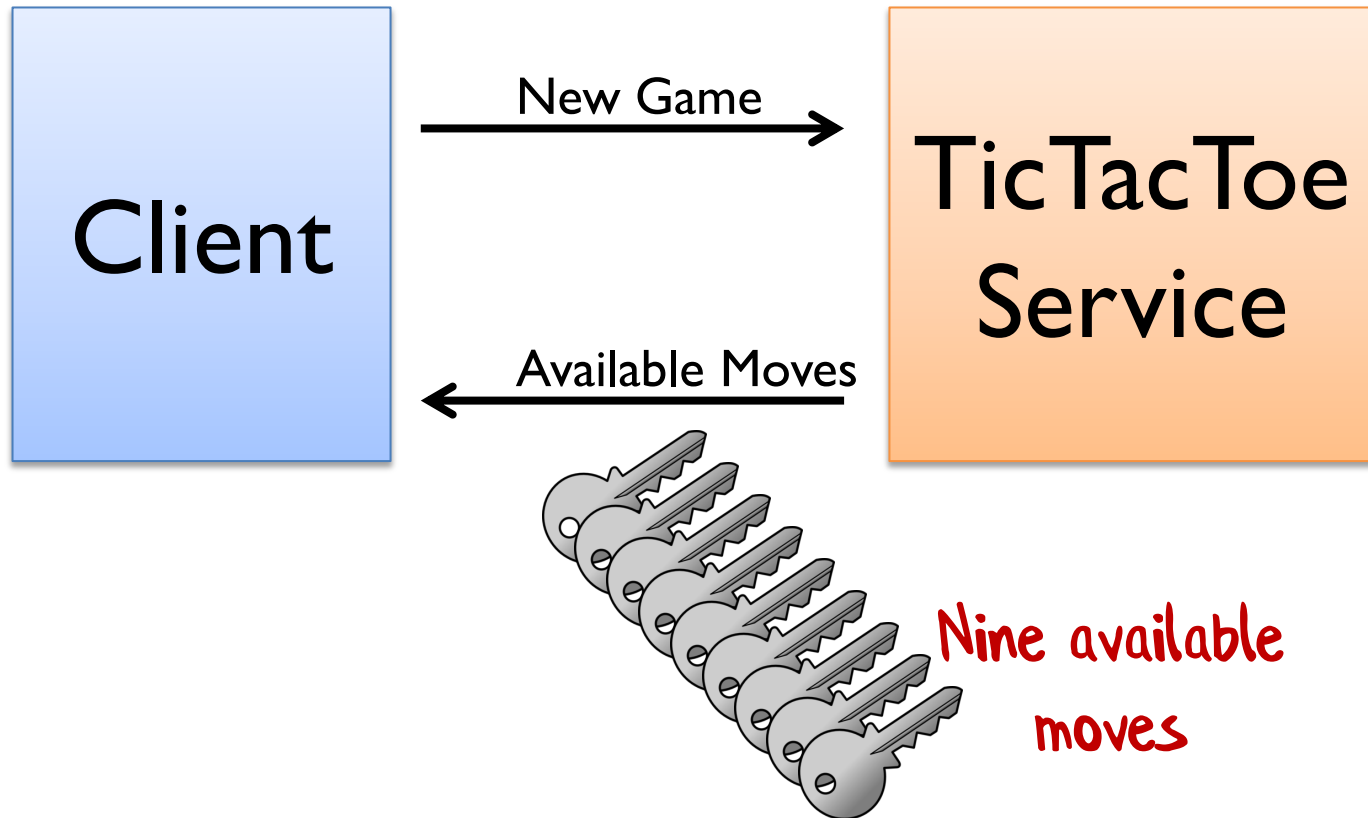 Client
New Game
TicTacToe
Service
Available Moves
Nine available
moves